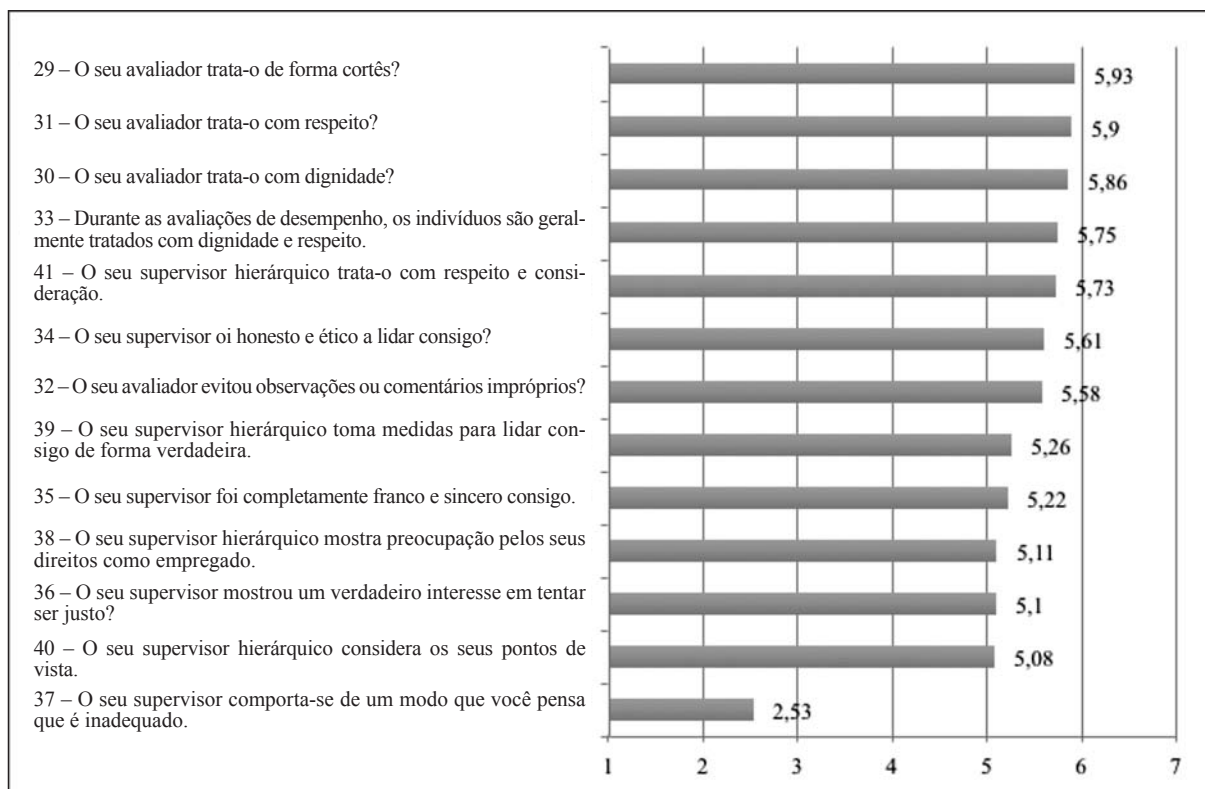 29 – O seu avaliador trata-o de forma cortês?
5,93
31 – O seu avaliador trata-o com respeito?
5,9
30 – O seu avaliador trata-o com dignidade?
5,86
33 – Durante as avaliações de desempenho, os indivíduos são geral-
mente tratados com dignidade e respeito.
5,75
41 – O seu supervisor hierárquico trata-o com respeito e consi-
deração.
5,73
34 – O seu supervisor oi honesto e ético a lidar consigo?
5,61
32 – O seu avaliador evitou observações ou comentários impróprios?
5,58
39 – O seu supervisor hierárquico toma medidas para lidar con-
sigo de forma verdadeira.
5,26
35 – O seu supervisor foi completamente franco e sincero consigo.
5,22
38 – O seu supervisor hierárquico mostra preocupação pelos seus
direitos como empregado.
5,11
36 – O seu supervisor mostrou um verdadeiro interesse em tentar
ser justo?
5,1
40 – O seu supervisor hierárquico considera os seus pontos de
vista.
5,08
37 – O seu supervisor comporta-se de um modo que você pensa
que é inadequado.
2,53
1 2 3 4 5 6 7